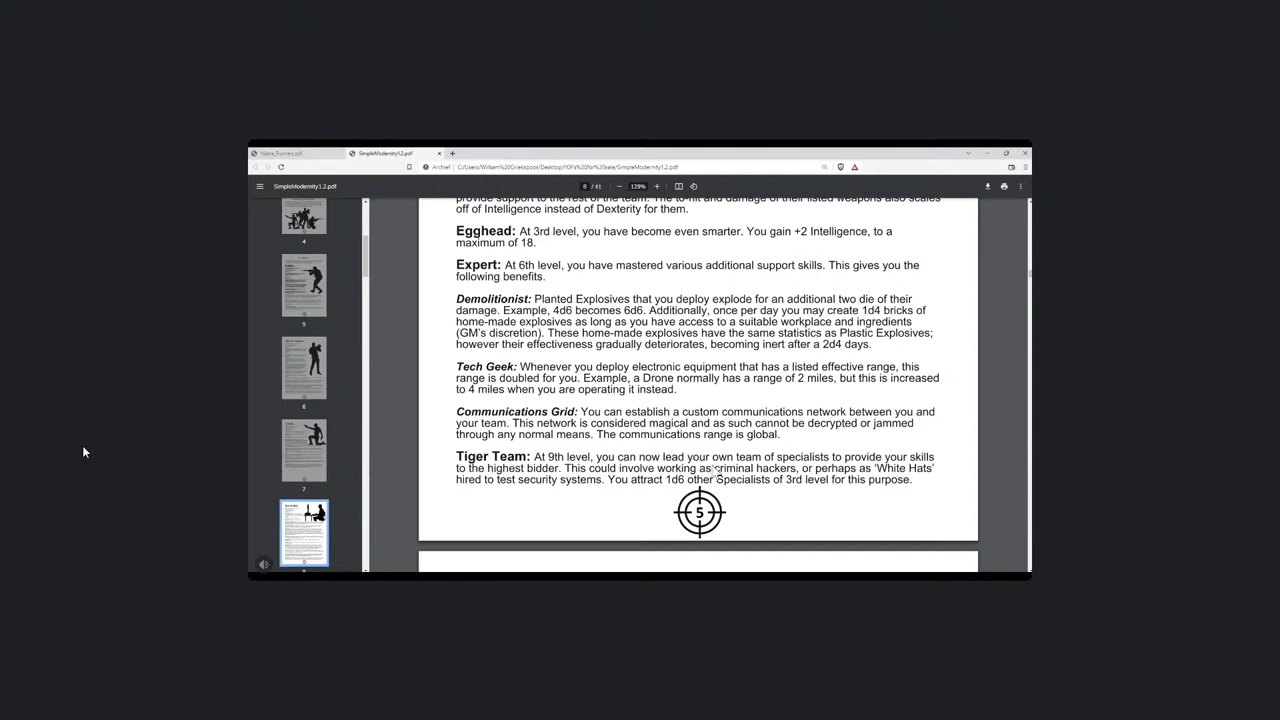 SimpleModernity1.2.pdf
SimpleModernity1.2.pdf
8 / 41
129%
provide support to the rest of the team. The to-hit and damage of their listed weapons also scales
off of Intelligence instead of Dexterity for them.
Egghead: At 3rd level, you have become even smarter. You gain +2 Intelligence, to a
maximum of 18.
Expert: At 6th level, you have mastered various additional support skills. This gives you the
following benefits.
Demolitionist: Planted Explosives that you deploy explode for an additional two die of their
damage. Example, 4d6 becomes 6d6. Additionally, once per day you may create 1d4 bricks of
home-made explosives as long as you have access to a suitable workplace and ingredients
(GM's discretion). These home-made explosives have the same statistics as Plastic Explosives;
however their effectiveness gradually deteriorates, becoming inert after a 2d4 days.
Tech Geek: Whenever you deploy electronic equipment that has a listed effective range, this
range is doubled for you. Example, a Drone normally has a range of 2 miles, but this is increased
to 4 miles when you are operating it instead.
Communications Grid: You can establish a custom communications network between you and
your team. This network is considered magical and as such cannot be decrypted or jammed
through any normal means. The communications range is global.
Tiger Team: At 9th level, you can now lead your own team of specialists to provide your skills
to the highest bidder. This could involve working as criminal hackers, or perhaps as 'White Hats'
hired to test security systems. You attract 1d6 other Specialists of 3rd level for this purpose.
5
4
5
6
7